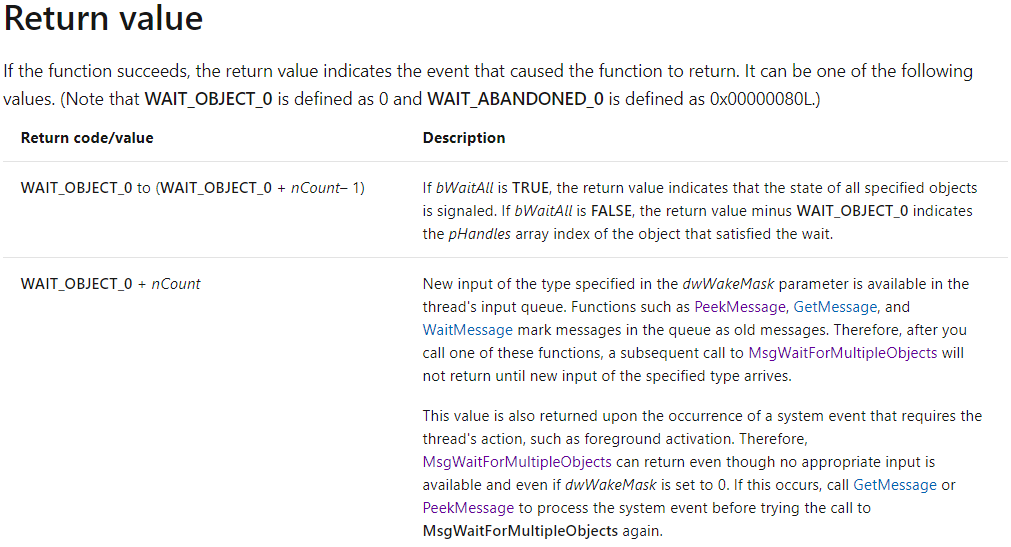 Return value
If the function succeeds, the return value indicates the event that caused the function to return. It can be one of the following
values. (Note that WAIT_OBJECT_0 is defined as 0 and WAIT_ABANDONED_0 is defined as 0x00000080L.)
Return code/value Description
WAIT_OBJECT_0 to (WAIT_OBJECT_0 + nCount– 1) If bWaitAll is TRUE, the return value indicates that the state of all specified objects
is signaled. If bWaitAll is FALSE, the return value minus WAIT_OBJECT_0 indicates
the pHandles array index of the object that satisfied the wait.
WAIT_OBJECT_0 + nCount New input of the type specified in the dwWakeMask parameter is available in the
thread's input queue. Functions such as PeekMessage, GetMessage, and
WaitMessage mark messages in the queue as old messages. Therefore, after you
call one of these functions, a subsequent call to MsgWaitForMultipleObjects will
not return until new input of the specified type arrives.
This value is also returned upon the occurrence of a system event that requires the
thread's action, such as foreground activation. Therefore,
MsgWaitForMultipleObjects can return even though no appropriate input is
available and even if dwWakeMask is set to 0. If this occurs, call GetMessage or
PeekMessage to process the system event before trying the call to
MsgWaitForMultipleObjects again.